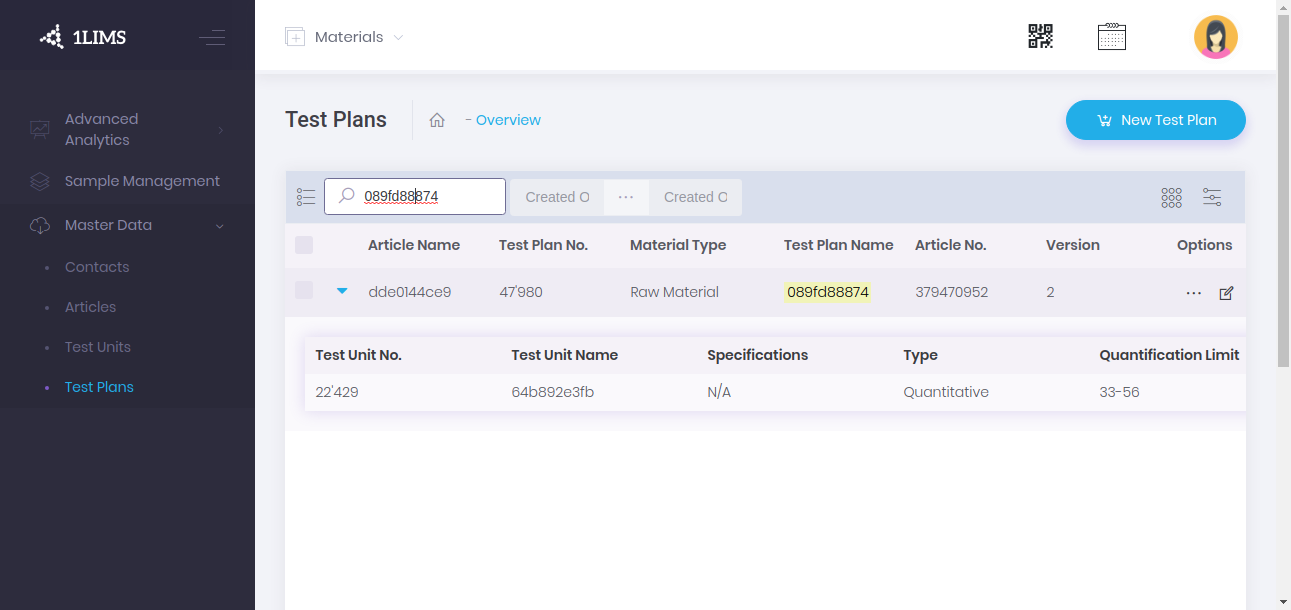 1LIMS
Materials
Advanced
Analytics
Sample Management
Master Data
Contacts
Articles
Test Units
Test Plans
Test Plans
- Overview
New Test Plan
089fd88874
Created O
...
Created O
Article Name Test Plan No. Material Type Test Plan Name Article No. Version Options
dde0144ce9 47'980 Raw Material 089fd88874 379470952 2
Test Unit No. Test Unit Name Specifications Type Quantification Limit
22'429 64b892e3fb N/A Quantitative 33-56